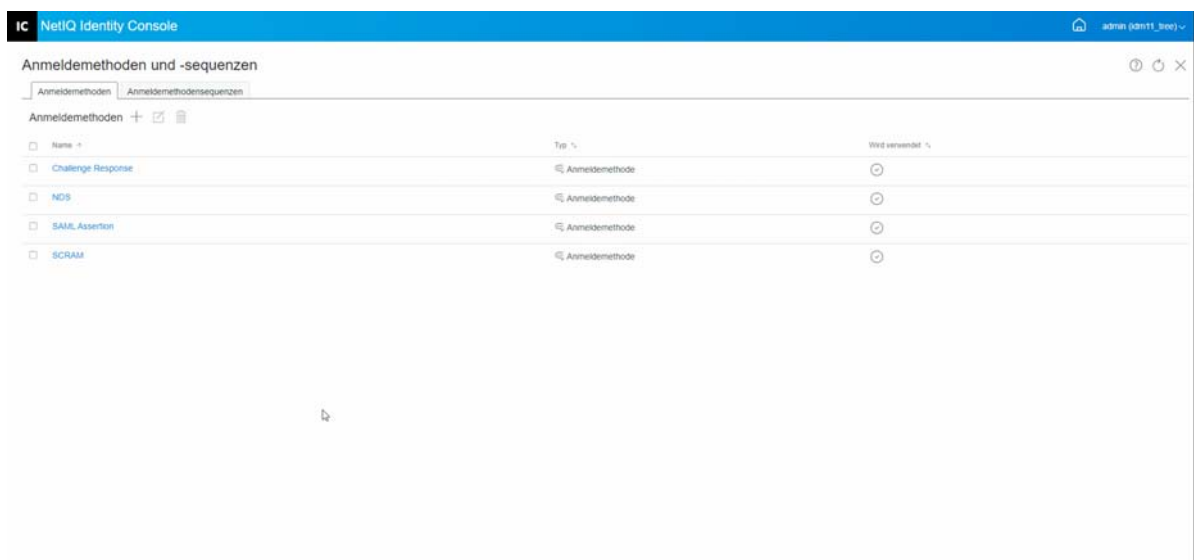 IC NetIQ Identity Console admin (idm11_tree)
Anmeldemethoden und -sequenzen
Anmeldemethoden Anmeldemethodensequenzen
Anmeldemethoden
Name Typ Wird verwendet
Challenge Response Anmeldemethode
NDS Anmeldemethode
SAML Assertion Anmeldemethode
SCRAM Anmeldemethode